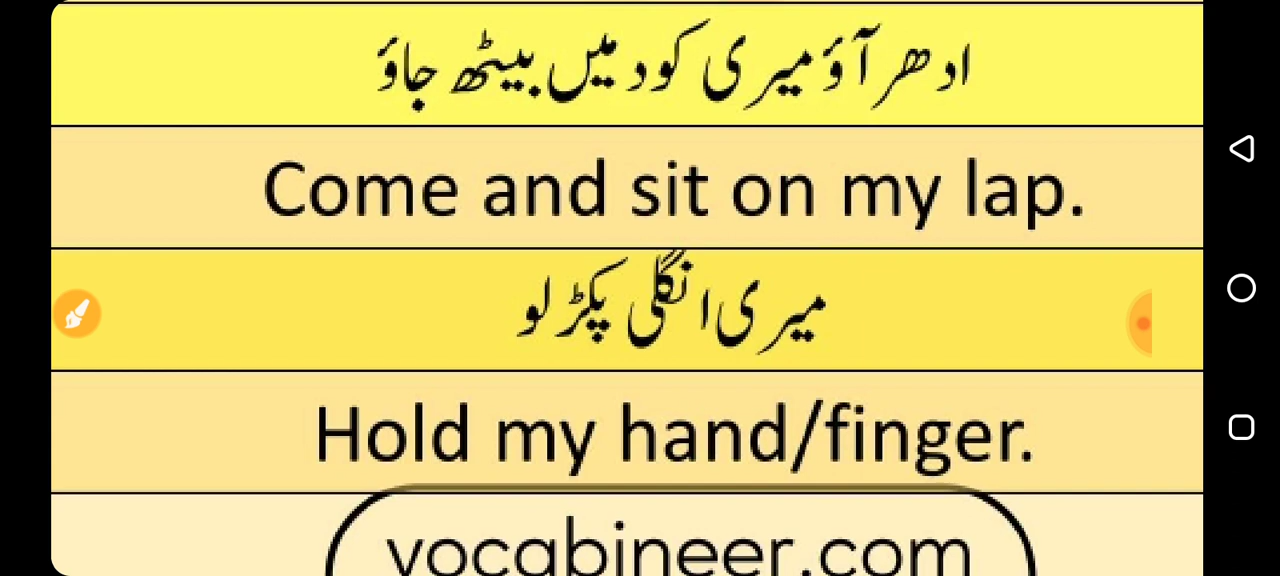 ادھر آؤ میری کود میں بیٹھ جاؤ
Come and sit on my lap.
میری انگلی پکڑ لو
Hold my hand/finger.
vocabineer.com